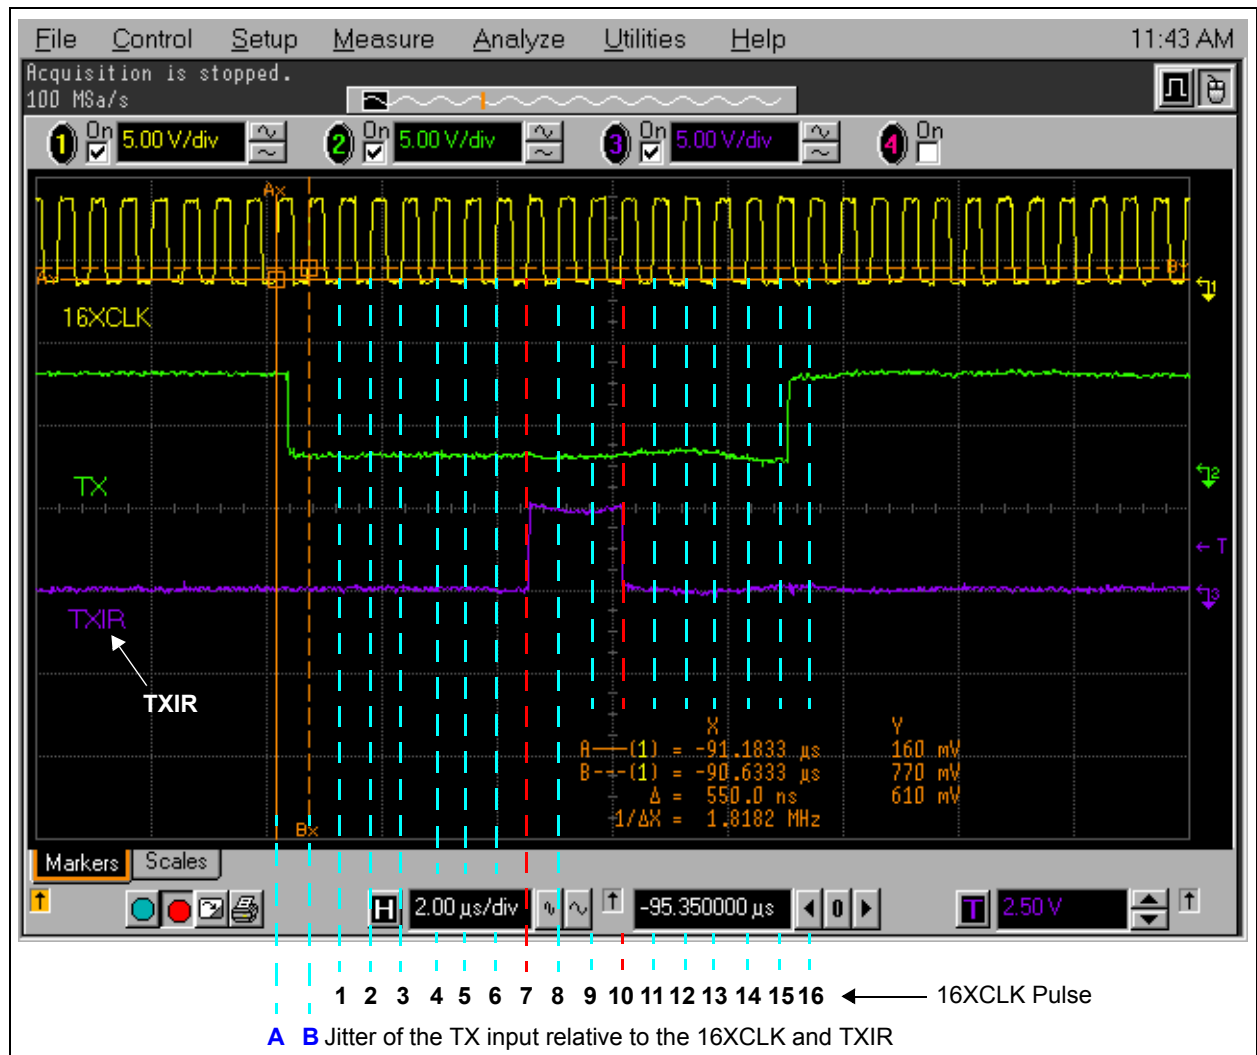 File Control Setup Measure Analyze Utilities Help 11:43 AM
Acquisition is stopped.
100 MSa/s
1 On 5.00 V/div 2 On 5.00 V/div 3 On 5.00 V/div 4 On
Ax
Ay By
1
16XCLK
TX
2
T
TXIR
3
TXIR
X Y
A——(1) = -91.1833 µs 160 mV
B---(1) = -90.6333 µs 770 mV
Δ = 550.0 ns 610 mV
1/ΔX = 1.8182 MHz
Bx
Markers Scales
H 2.00 µs/div -95.350000 µs 0 T 2.50 V
1 2 3 4 5 6 7 8 9 10 11 12 13 14 15 16 16XCLK Pulse
A B Jitter of the TX input relative to the 16XCLK and TXIR